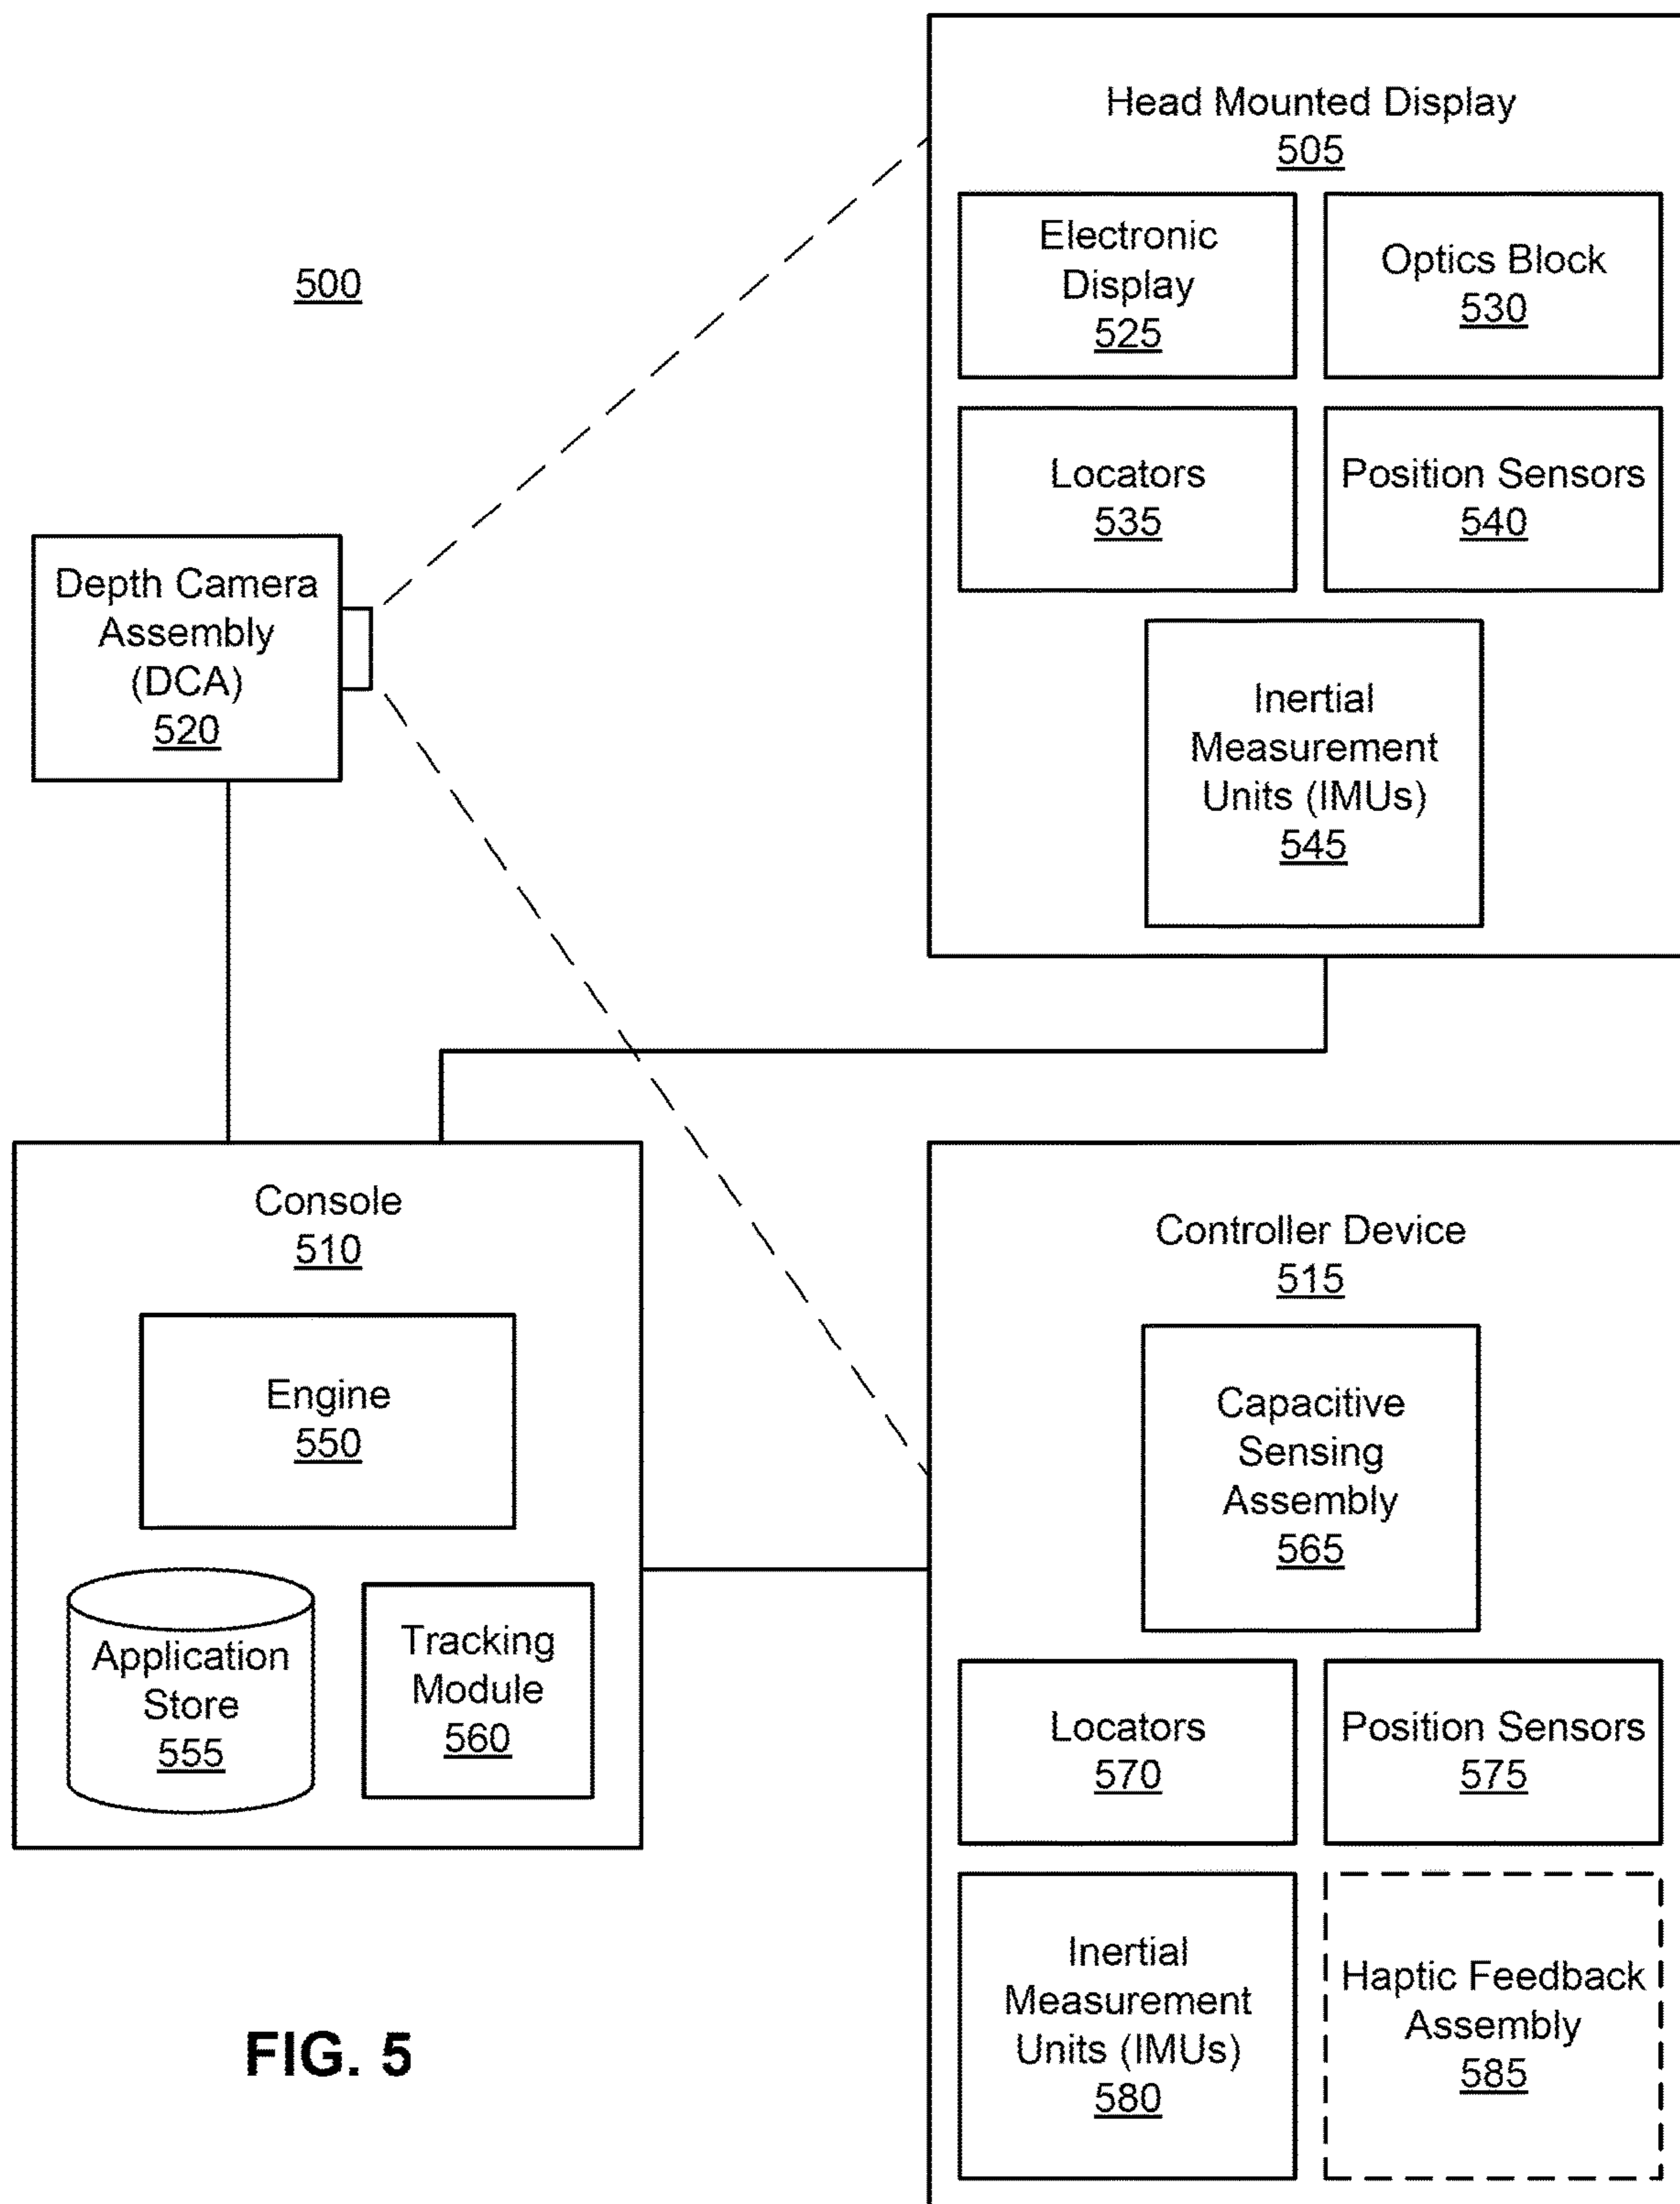 Head Mounted Display
505
Electronic
Display
525
Optics Block
530
500
Locators
535
Position Sensors
540
Depth Camera
Assembly
(DCA)
520
Inertial
Measurement
Units (IMUs)
545
Console
510
Engine
550
Application
Store
555
Tracking
Module
560
Controller Device
515
Capacitive
Sensing
Assembly
565
Locators
570
Position Sensors
575
Inertial
Measurement
Units (IMUs)
580
Haptic Feedback
Assembly
585
FIG. 5